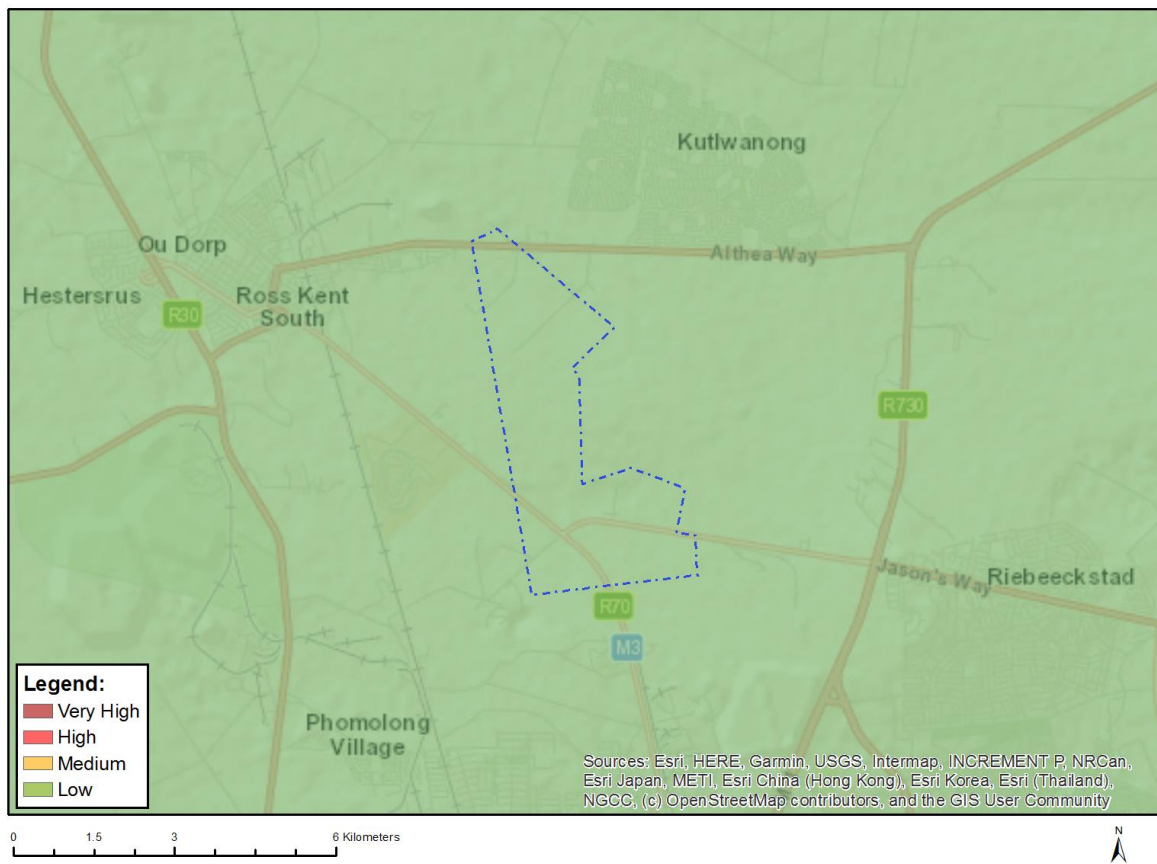 Kutlwanong
Ou Dorp
Althea Way
Hestersrus
Ross Kent
South
R30
R730
Jason's Way
Riebeeckstad
R70
M3
Phomolong
Village
Legend:
Very High
High
Medium
Low
Sources: Esri, HERE, Garmin, USGS, Intermap, INCREMENT P, NRCan,
Esri Japan, METI, Esri China (Hong Kong), Esri Korea, Esri (Thailand),
NGCC, (c) OpenStreetMap contributors, and the GIS User Community
0 1.5 3 6 Kilometers
N